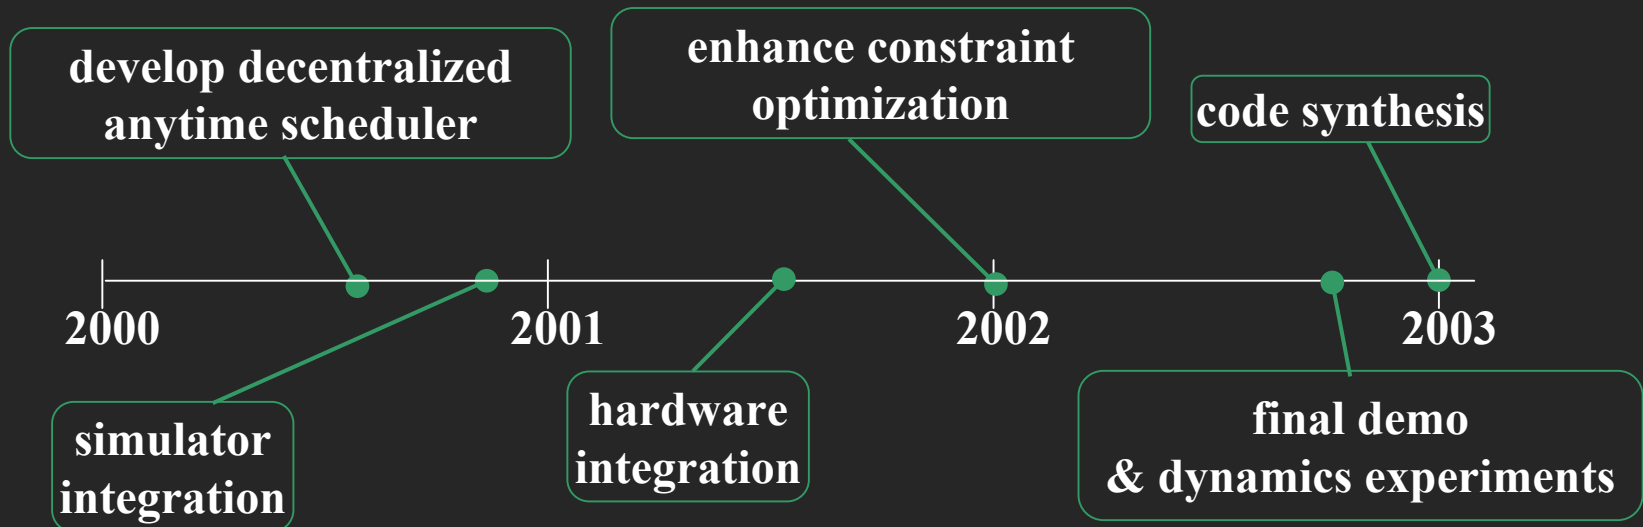 develop decentralized
anytime scheduler
enhance constraint
optimization
code synthesis
2000
2001
2002
2003
simulator
integration
hardware
integration
final demo
& dynamics experiments